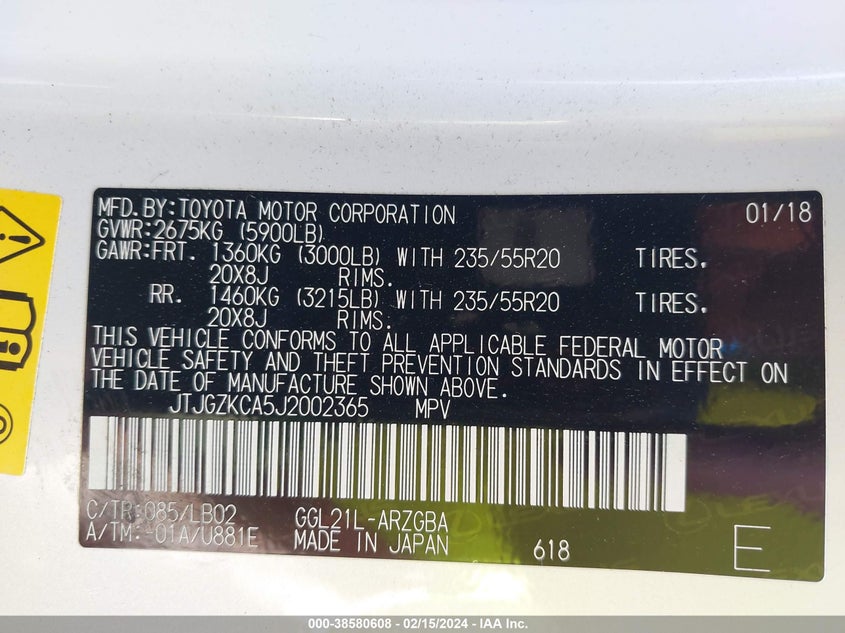 MFD.BY:TOYOTA MOTOR CORPORATION 01/18
GVWR:2675KG (5900LB)
GAWR:FRT. 1360KG (3000LB) WITH 235/55R20 TIRES.
20X8J RIMS.
RR. 1460KG (3215LB) WITH 235/55R20 TIRES.
20X8J RIMS.
THIS VEHICLE CONFORMS TO ALL APPLICABLE FEDERAL MOTOR
VEHICLE SAFETY AND THEFT PREVENTION STANDARDS IN EFFECT ON
THE DATE OF MANUFACTURE SHOWN ABOVE.
JTJGZKCA5J2002365 MPV
C/TR:085/LB02 GGL21L-ARZGBA
A/TM:-01A/U881E MADE IN JAPAN 618 E
000-38580608 - 02/15/2024 - IAA Inc.